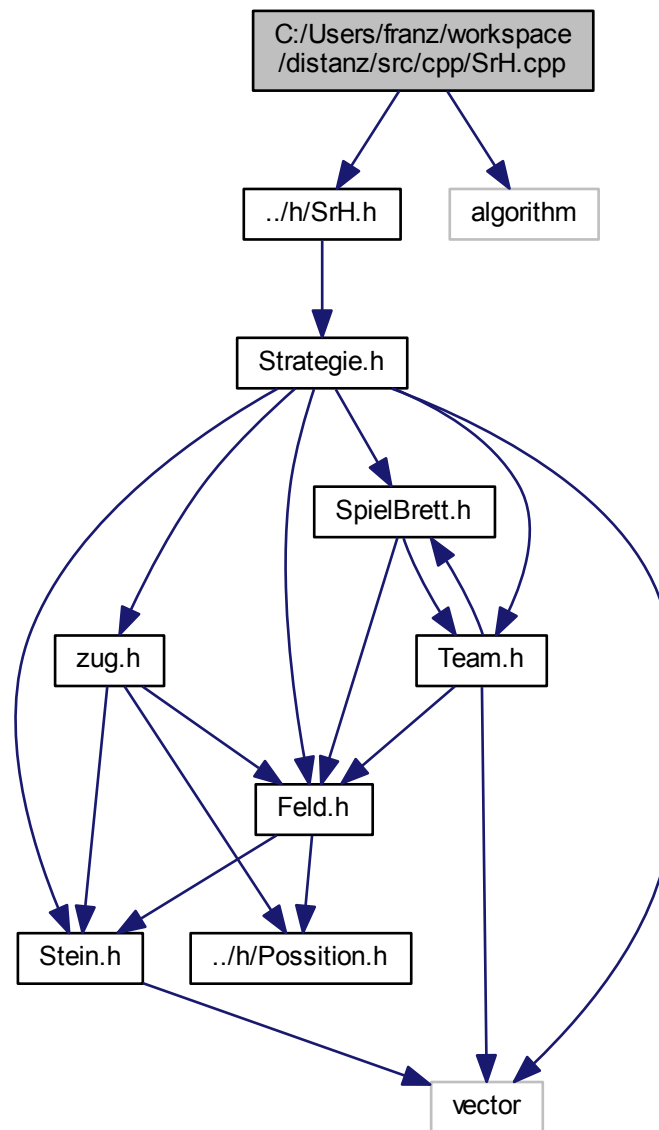 C:/Users/franz/workspace
/distanz/src/cpp/SrH.cpp
../h/SrH.h
algorithm
Strategie.h
SpielBrett.h
zug.h
Team.h
Feld.h
Stein.h
../h/Possition.h
vector